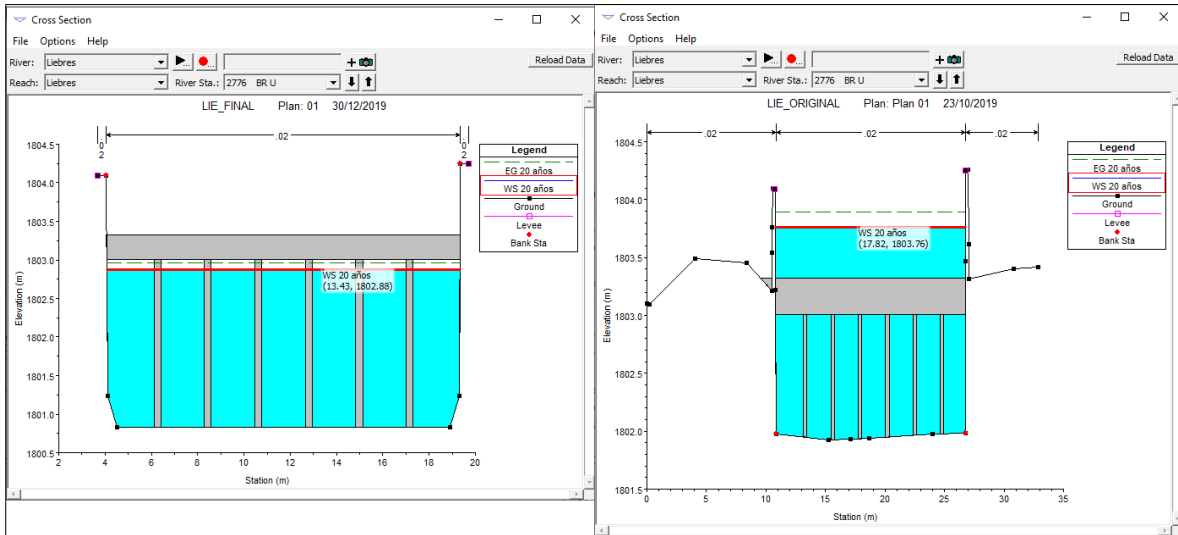 Cross Section
File Options Help
River: Liebres
Reload Data
Reach: Liebres River Sta.: 2776 BR U
LIE_FINAL Plan: 01 30/12/2019
.02
.02
.02
1804.5
1804.0
1803.5
1803.0
1802.5
1802.0
1801.5
1801.0
1800.5
Elevation (m)
2 4 6 8 10 12 14 16 18 20
Station (m)
Legend
EG 20 años
WS 20 años
Ground
Levee
Bank Sta
WS 20 años
(13.43, 1802.88)
Cross Section
File Options Help
River: Liebres
Reload Data
Reach: Liebres River Sta.: 2776 BR U
LIE_ORIGINAL Plan: Plan 01 23/10/2019
.02 .02 .02
1804.5
1804.0
1803.5
1803.0
1802.5
1802.0
1801.5
Elevation (m)
0 5 10 15 20 25 30 35
Station (m)
Legend
EG 20 años
WS 20 años
Ground
Levee
Bank Sta
WS 20 años
(17.82, 1803.76)